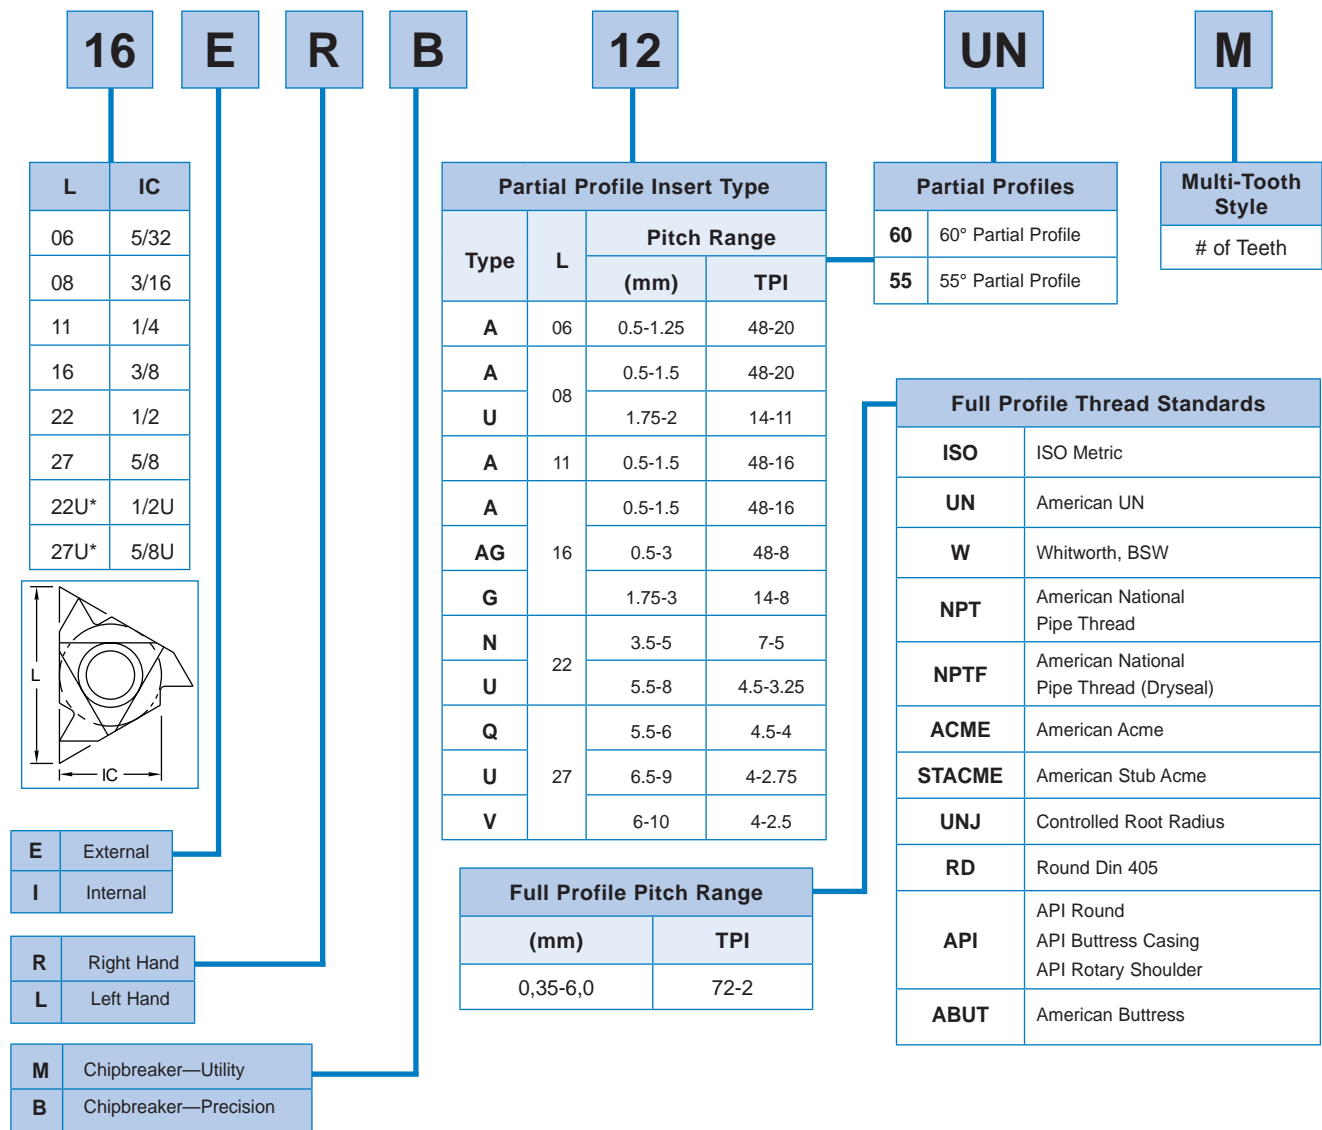 16 E R B 12 UN M
L IC
06 5/32
08 3/16
11 1/4
16 3/8
22 1/2
27 5/8
22U* 1/2U
27U* 5/8U
L
IC
E External
I Internal
R Right Hand
L Left Hand
M Chipbreaker—Utility
B Chipbreaker—Precision
Partial Profile Insert Type
Type L Pitch Range
(mm) TPI
A 06 0.5-1.25 48-20
A 08 0.5-1.5 48-20
U 1.75-2 14-11
A 11 0.5-1.5 48-16
A 0.5-1.5 48-16
AG 16 0.5-3 48-8
G 1.75-3 14-8
N 22 3.5-5 7-5
U 5.5-8 4.5-3.25
Q 5.5-6 4.5-4
U 27 6.5-9 4-2.75
V 6-10 4-2.5
Full Profile Pitch Range
(mm) TPI
0,35-6,0 72-2
Partial Profiles
60 60° Partial Profile
55 55° Partial Profile
Multi-Tooth
Style
# of Teeth
Full Profile Thread Standards
ISO ISO Metric
UN American UN
W Whitworth, BSW
NPT American National
Pipe Thread
NPTF American National
Pipe Thread (Dryseal)
ACME American Acme
STACME American Stub Acme
UNJ Controlled Root Radius
RD Round Din 405
API API Round
API Buttress Casing
API Rotary Shoulder
ABUT American Buttress